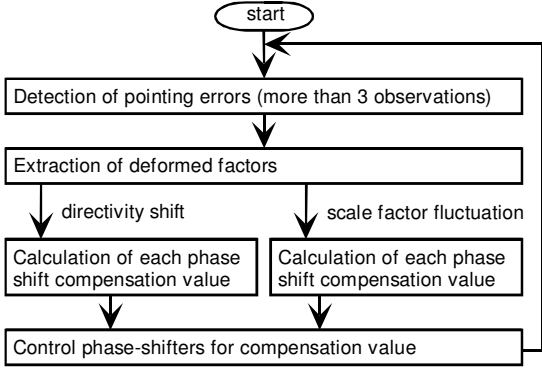 start
Detection of pointing errors (more than 3 observations)
Extraction of deformed factors
directivity shift
scale factor fluctuation
Calculation of each phase
shift compensation value
Calculation of each phase
shift compensation value
Control phase-shifters for compensation value